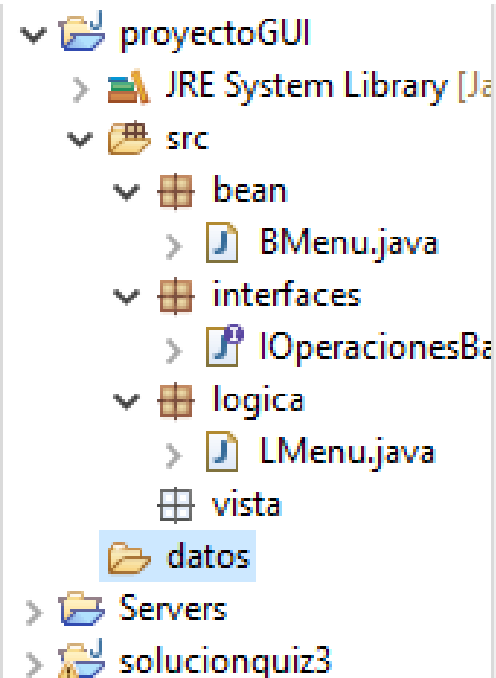 proyectoGUI
JRE System Library [Ja
src
bean
BMenu.java
interfaces
IOperacionesBa
logica
LMenu.java
vista
datos
Servers
solucionquiz3